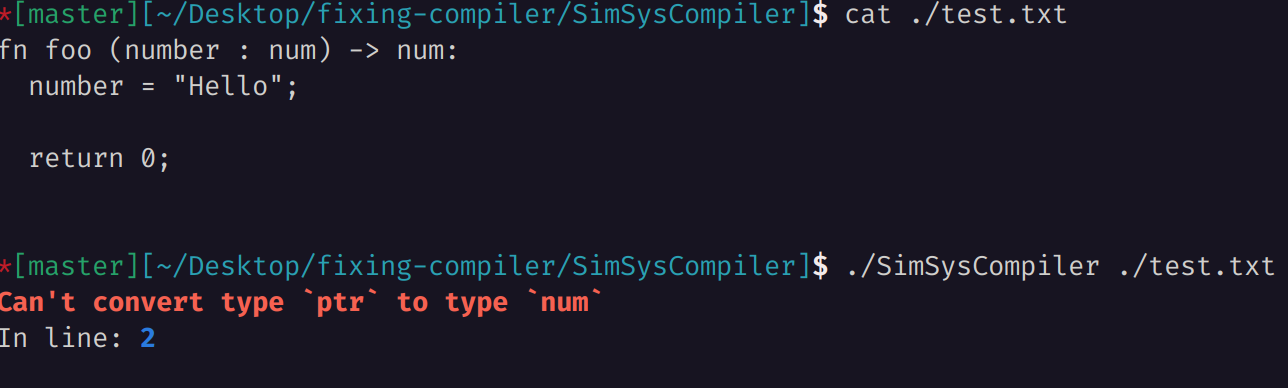 *[master][~/Desktop/fixing-compiler/SimSysCompiler]$ cat ./test.txt
fn foo (number : num) -> num:
  number = "Hello";
  return 0;
*[master][~/Desktop/fixing-compiler/SimSysCompiler]$ ./SimSysCompiler ./test.txt
Can't convert type `ptr` to type `num`
In line: 2